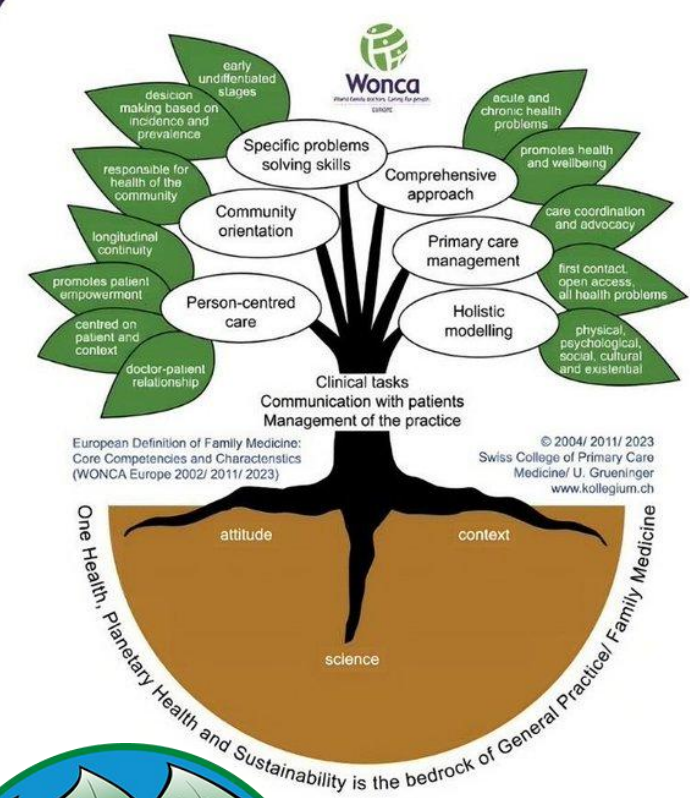 Wonca
World family doctors. Caring for people.
EUROPE
early
undiffentiated
stages
desicion
making based on
incidence and
prevalence
responsible for
health of the
community
longitudinal
continuity
promotes patient
empowerment
centred on
patient and
context
doctor-patient
relationship
Specific problems
solving skills
Community
orientation
Person-centred
care
Comprehensive
approach
Primary care
management
Holistic
modelling
acute and
chronic health
problems
promotes health
and wellbeing
care coordination
and advocacy
first contact,
open access,
all health problems
physical,
psychological,
social, cultural
and existential
Clinical tasks
Communication with patients
Management of the practice
European Definition of Family Medicine:
Core Competencies and Characteristics
(WONCA Europe 2002/ 2011/ 2023)
© 2004/ 2011/ 2023
Swiss College of Primary Care
Medicine/ U. Grueninger
www.kollegium.ch
attitude
context
science
One Health, Planetary Health and Sustainability is the bedrock of General Practice/ Family Medicine